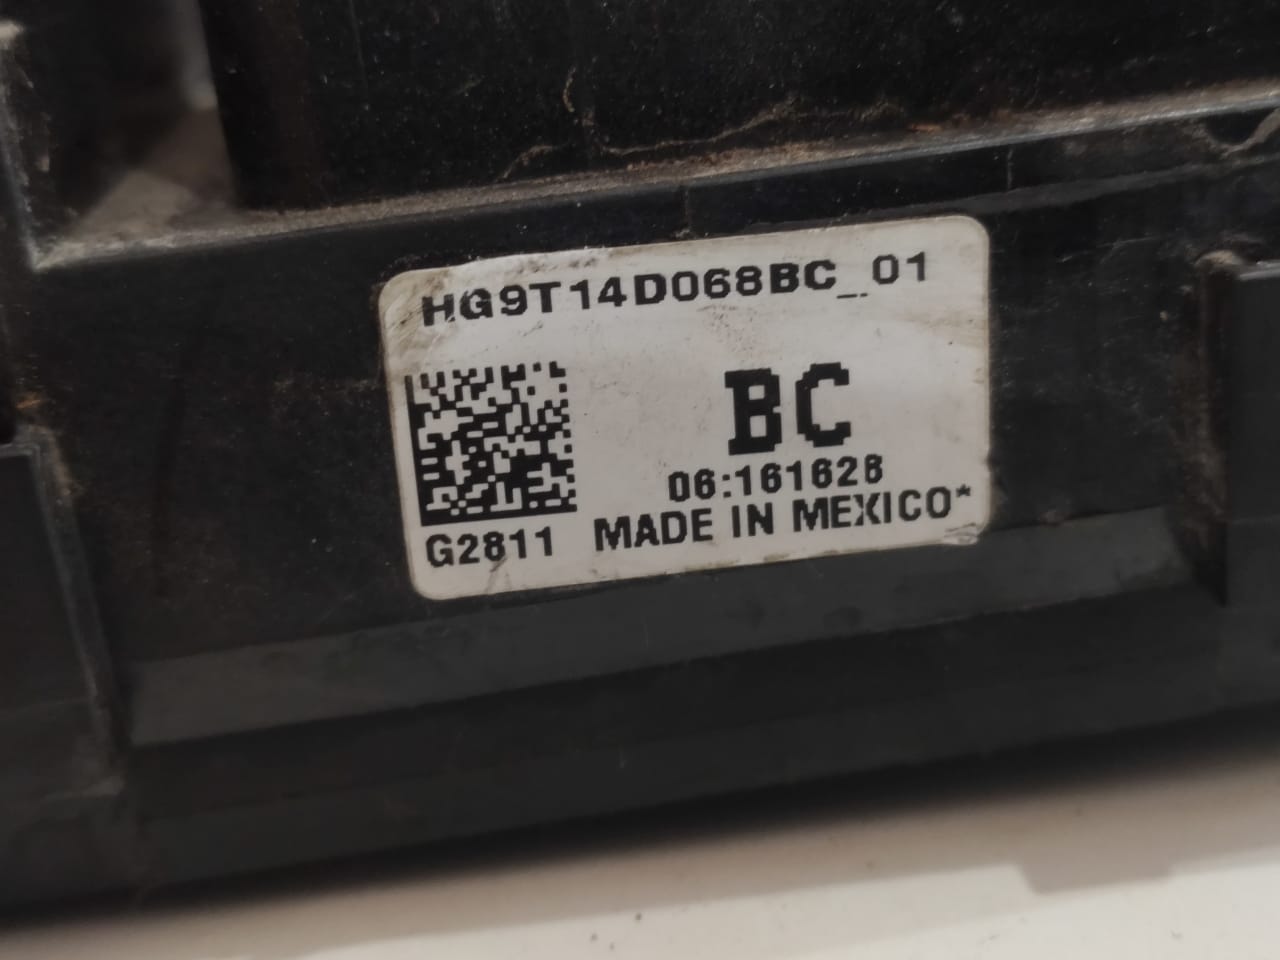 HG9T14D068BC_01
BC
06:161628
G2811 MADE IN MEXICO*